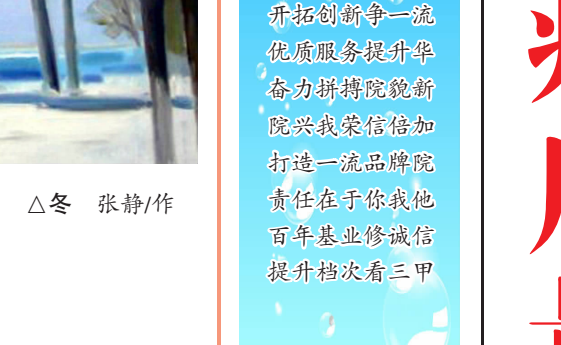 △冬 张静/作
开拓创新争一流
优质服务提升华
奋力拼搏院貌新
院兴我荣信倍加
打造一流品牌院
责任在于你我他
百年基业修诚信
提升档次看三甲